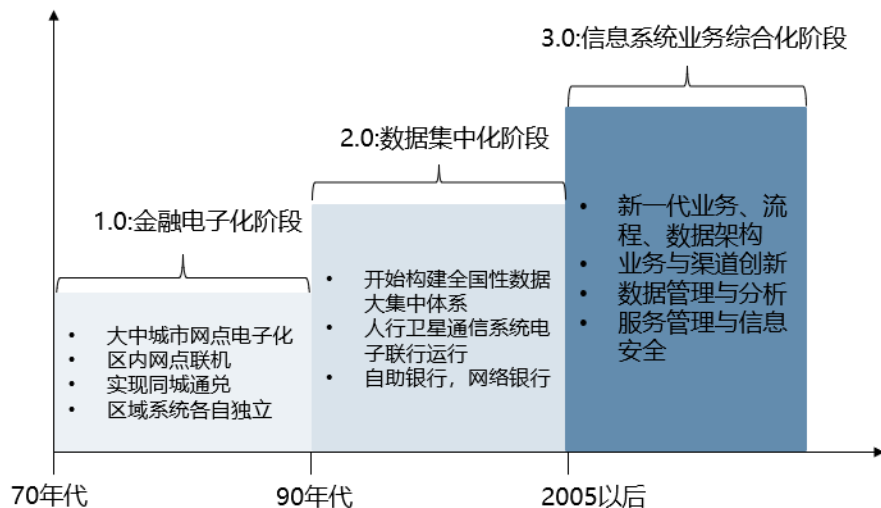 3.0:信息系统业务综合化阶段
2.0:数据集中化阶段
1.0:金融电子化阶段
• 大中城市网点电子化
• 区内网点联机
• 实现同城通兑
• 区域系统各自独立
• 开始构建全国性数据
大集中体系
• 人行卫星通信系统电
子联行运行
• 自助银行，网络银行
• 新一代业务、流
程、数据架构
• 业务与渠道创新
• 数据管理与分析
• 服务管理与信息
安全
70年代
90年代
2005以后